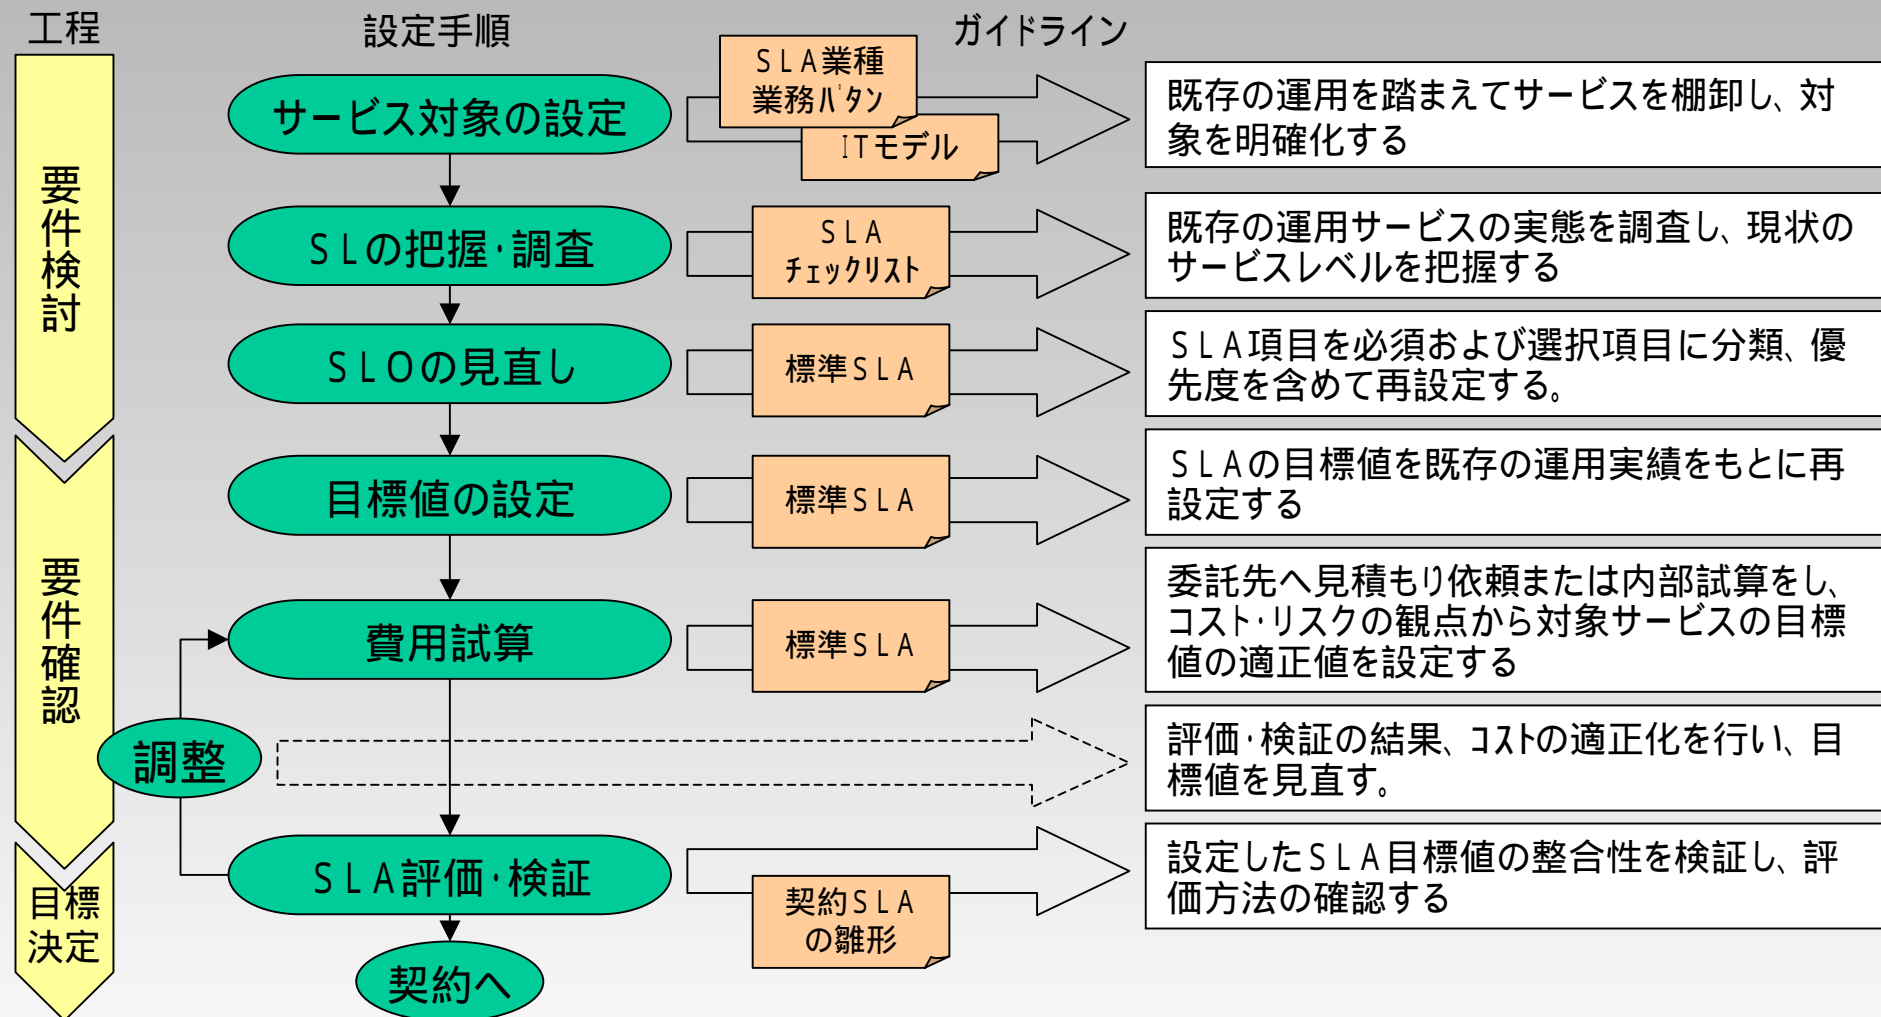 工程
設定手順
ガイドライン
要件検討
要件確認
目標
決定
サービス対象の設定
SLA業種
業務ﾊﾟﾀﾝ
ITモデル
既存の運用を踏まえてサービスを棚卸し、対
象を明確化する
SLの把握・調査
SLA
ﾁｪｯｸﾘｽﾄ
既存の運用サービスの実態を調査し、現状の
サービスレベルを把握する
SLOの見直し
標準SLA
SLA項目を必須および選択項目に分類、優
先度を含めて再設定する。
目標値の設定
標準SLA
SLAの目標値を既存の運用実績をもとに再
設定する
費用試算
標準SLA
委託先へ見積もり依頼または内部試算をし、
コスト・リスクの観点から対象サービスの目標
値の適正値を設定する
調整
評価・検証の結果、ｺｽﾄの適正化を行い、目
標値を見直す。
SLA評価・検証
契約SLA
の雛形
設定したSLA目標値の整合性を検証し、評
価方法の確認する
契約へ